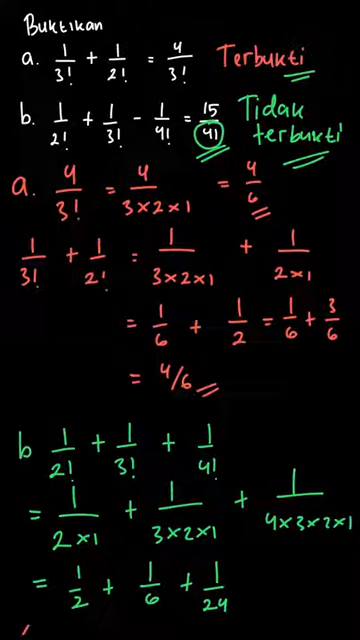 Buktikan
a. 1/3! + 1/2! = 4/3! Terbukti
b. 1/2! + 1/3! - 1/4! = 15/41 Tidak terbukti
a. 4/3! = 4/3×2×1 = 4/6
1/3! + 1/2! = 1/3×2×1 + 1/2×1
= 1/6 + 1/2 = 1/6 + 3/6
= 4/6
b 1/2! + 1/3! + 1/4!
= 1/2×1 + 1/3×2×1 + 1/4×3×2×1
= 1/2 + 1/6 + 1/24